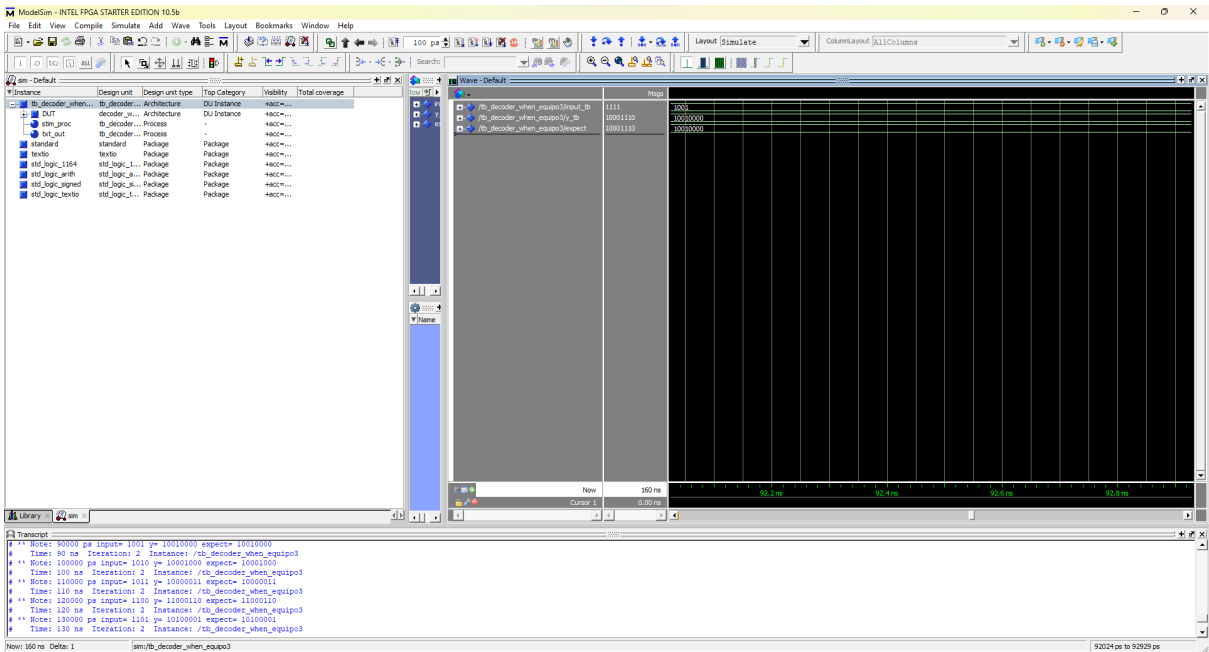 ModelSim - INTEL FPGA STARTER EDITION 10.5b
File Edit View Compile Simulate Add Wave Tools Layout Bookmarks Window Help
100 ps
Layout Simulate
ColumnLayout AllColumns
Search:
sim - Default
Instance Design unit Design unit type Top Category Visibility Total coverage
tb_decoder_when... tb_decoder... Architecture DU Instance +acc=...
DUT decoder_w... Architecture DU Instance +acc=...
stim_proc tb_decoder... Process - +acc=...
txt_out tb_decoder... Process - +acc=...
standard standard Package Package +acc=...
textio textio Package Package +acc=...
std_logic_1164 std_logic_1... Package Package +acc=...
std_logic_arith std_logic_a... Package Package +acc=...
std_logic_signed std_logic_si... Package Package +acc=...
std_logic_textio std_logic_t... Package Package +acc=...
Name
Wave - Default
Msgs
/tb_decoder_when_equipo3/input_tb 1111 1001
/tb_decoder_when_equipo3/y_tb 10001110 10010000
/tb_decoder_when_equipo3/expect 10001110 10010000
Now 160 ns
Cursor 1 0.00 ns
92.2 ns 92.4 ns 92.6 ns 92.8 ns
Library sim
Transcript
# ** Note: 90000 ps input= 1001 y= 10010000 expect= 10010000
# Time: 90 ns Iteration: 2 Instance: /tb_decoder_when_equipo3
# ** Note: 100000 ps input= 1010 y= 10001000 expect= 10001000
# Time: 100 ns Iteration: 2 Instance: /tb_decoder_when_equipo3
# ** Note: 110000 ps input= 1011 y= 10000011 expect= 10000011
# Time: 110 ns Iteration: 2 Instance: /tb_decoder_when_equipo3
# ** Note: 120000 ps input= 1100 y= 11000110 expect= 11000110
# Time: 120 ns Iteration: 2 Instance: /tb_decoder_when_equipo3
# ** Note: 130000 ps input= 1101 y= 10100001 expect= 10100001
# Time: 130 ns Iteration: 2 Instance: /tb_decoder_when_equipo3
Now: 160 ns Delta: 1 sim:/tb_decoder_when_equipo3 92024 ps to 92929 ps